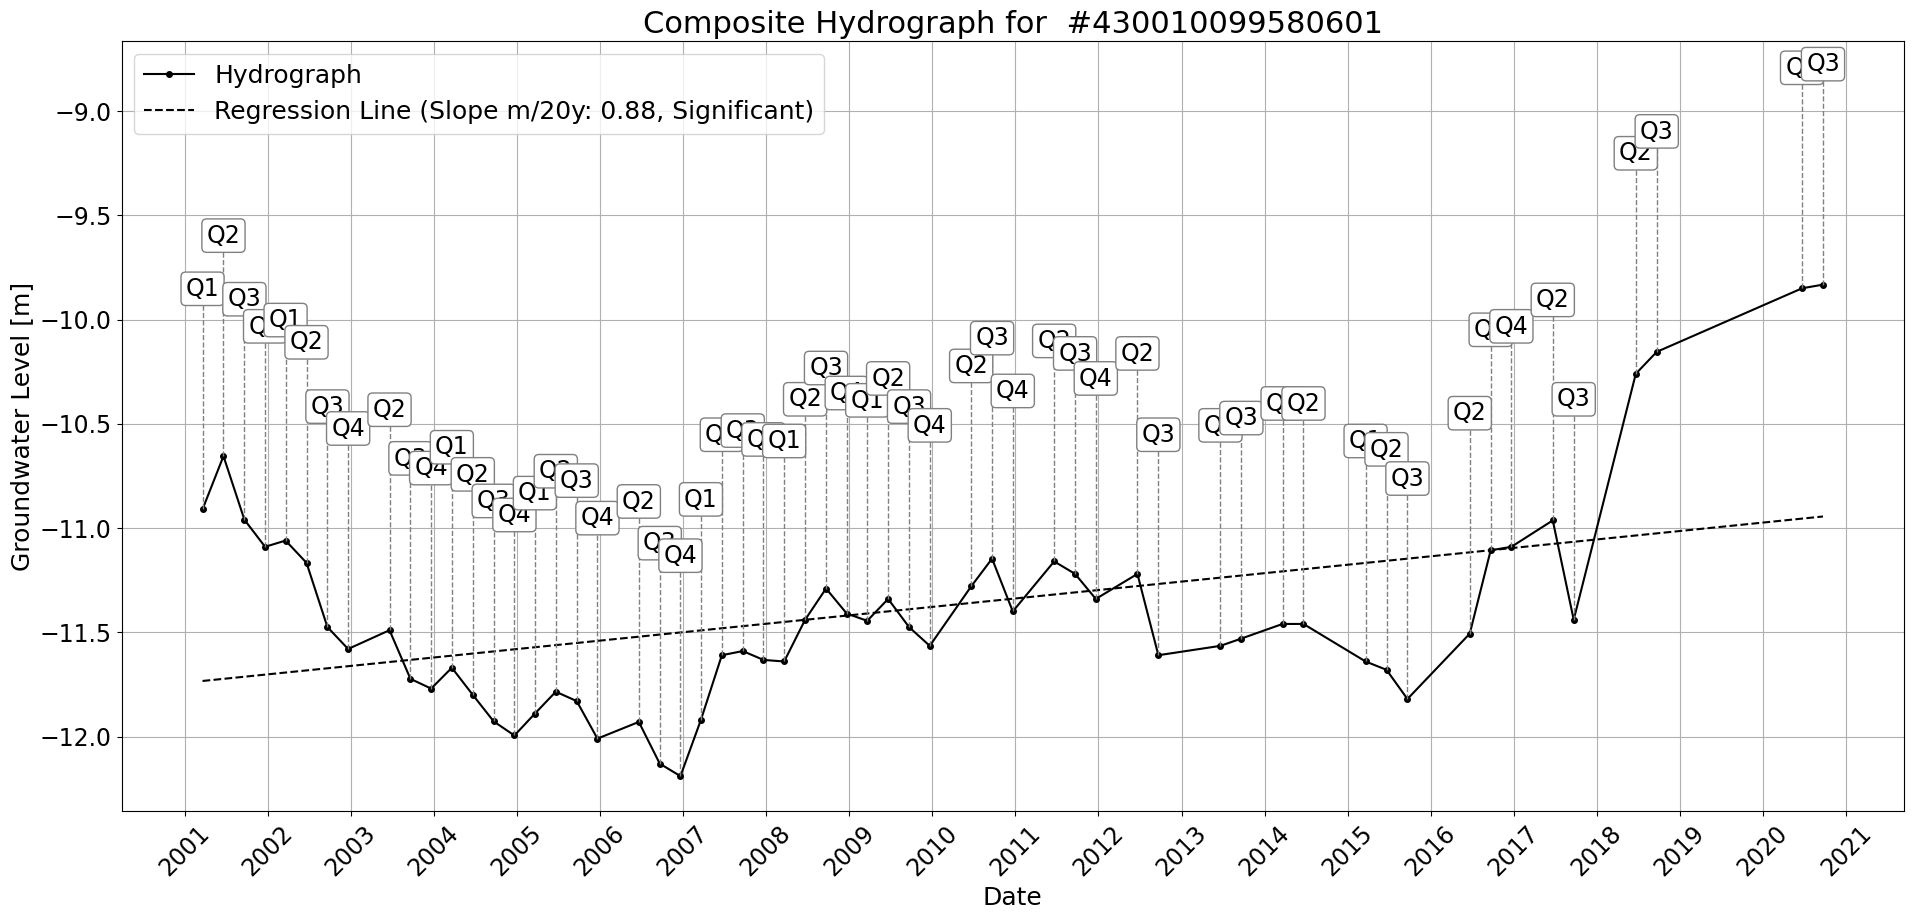 Composite Hydrograph for  #430010099580601
Hydrograph
Regression Line (Slope m/20y: 0.88, Significant)
Groundwater Level [m]
−9.0
−9.5
−10.0
−10.5
−11.0
−11.5
−12.0
Q1
Q2
Q3
Q1
Q2
Q3
Q4
Q2
Q4
Q1
Q2
Q3
Q4
Q1
Q2
Q3
Q4
Q2
Q3
Q4
Q1
Q1
Q2
Q3
Q1
Q2
Q3
Q4
Q2
Q3
Q4
Q3
Q4
Q2
Q3
Q3
Q2
Q2
Q3
Q2
Q4
Q2
Q3
Q2
Q3
Q3
2001
2002
2003
2004
2005
2006
2007
2008
2009
2010
2011
2012
2013
2014
2015
2016
2017
2018
2019
2020
2021
Date